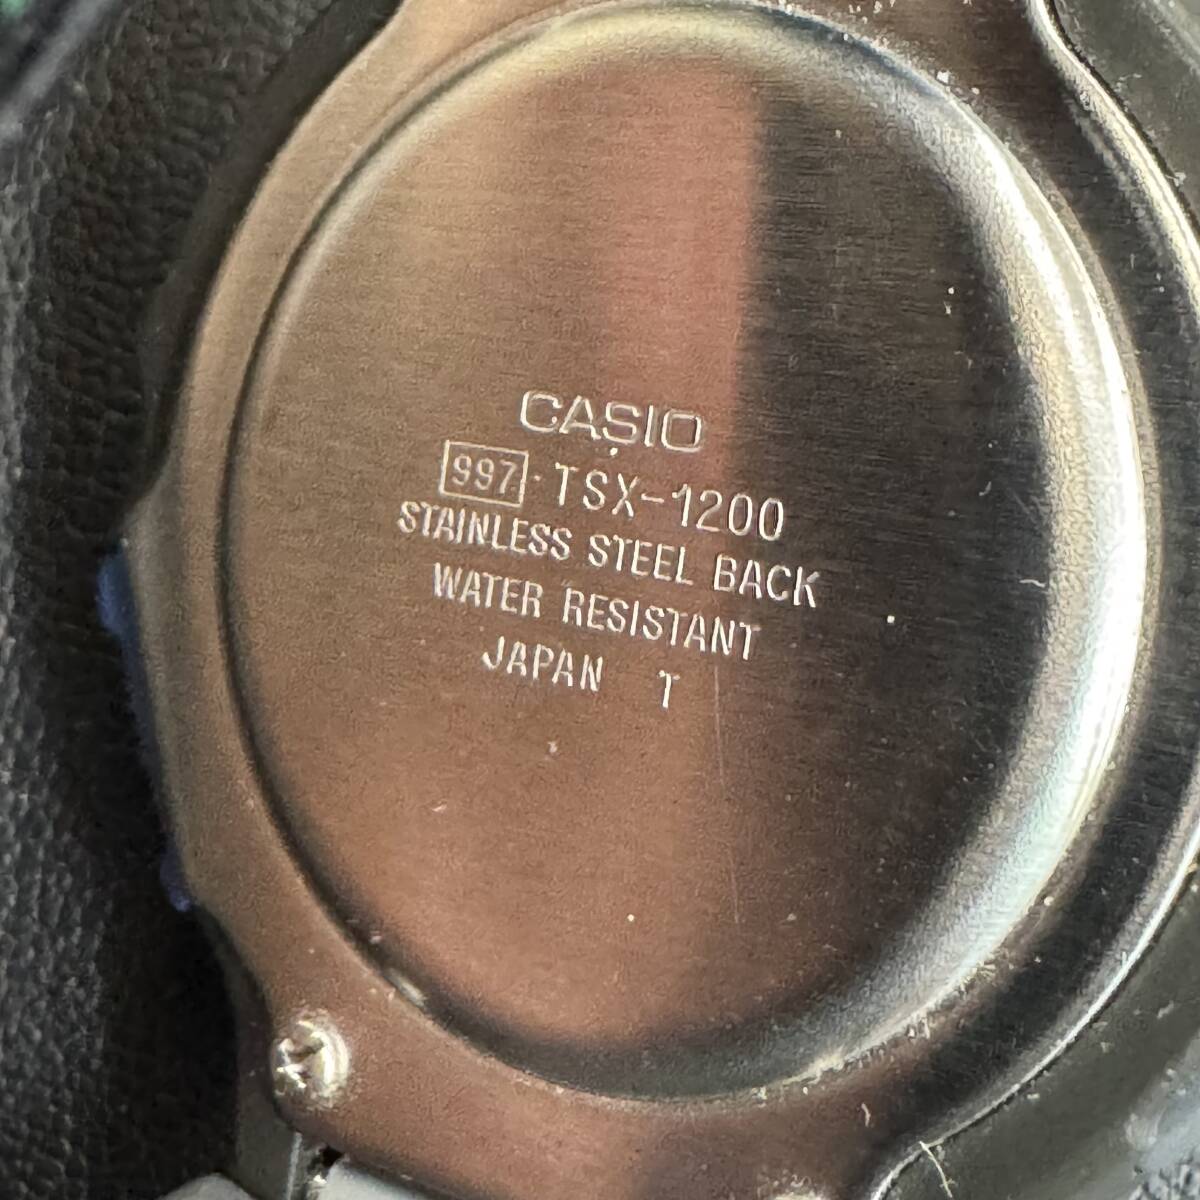 CASIO
997 · TSX-1200
STAINLESS STEEL BACK
WATER RESISTANT
JAPAN T